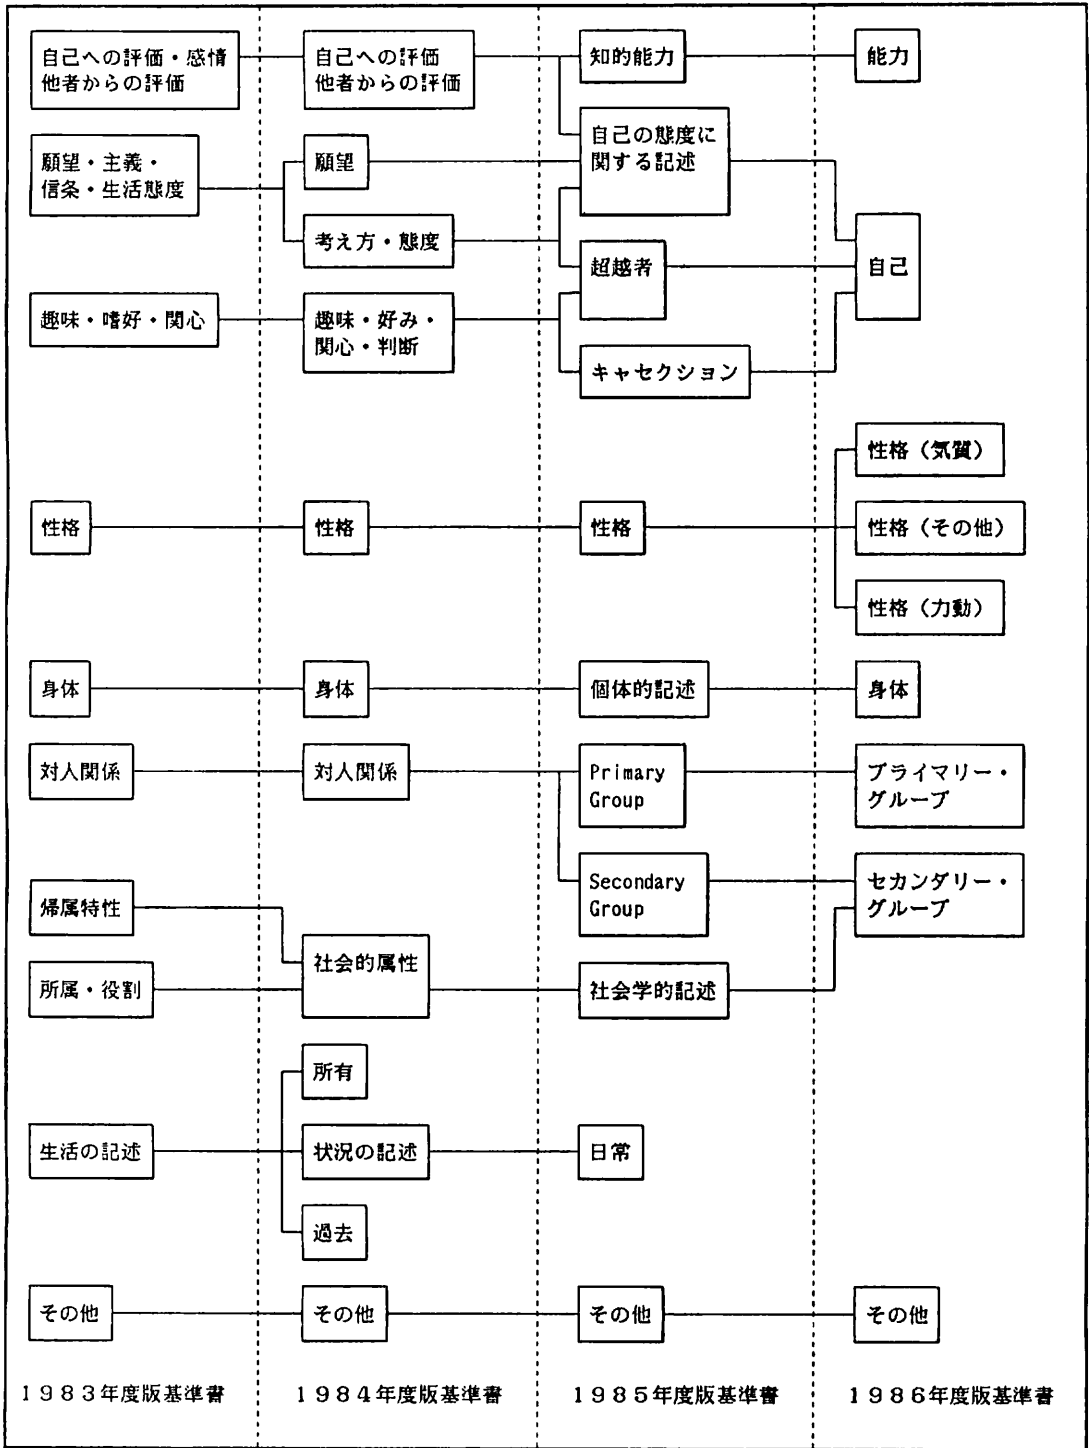 自己への評価・感情
他者からの評価
願望・主義・
信条・生活態度
趣味・嗜好・関心
性格
身体
対人関係
帰属特性
所属・役割
生活の記述
その他
1983年度版基準書
自己への評価
他者からの評価
願望
考え方・態度
趣味・好み・
関心・判断
性格
身体
対人関係
社会的属性
所有
状況の記述
過去
その他
1984年度版基準書
知的能力
自己の態度に
関する記述
超越者
キャセクション
性格
個体的記述
Primary
Group
Secondary
Group
社会学的記述
日常
その他
1985年度版基準書
能力
自己
性格（気質）
性格（その他）
性格（力動）
身体
プライマリー・
グループ
セカンダリー・
グループ
その他
1986年度版基準書